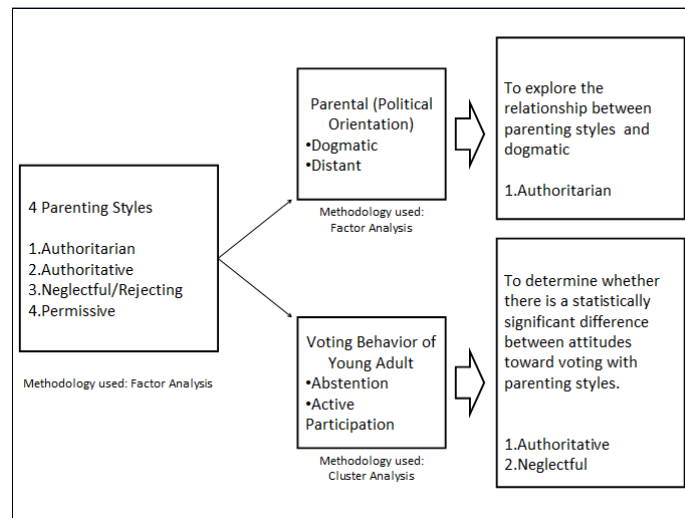 4 Parenting Styles
1.Authoritarian
2.Authoritative
3.Neglectful/Rejecting
4.Permissive
Methodology used: Factor Analysis
Parental (Political
Orientation)
•Dogmatic
•Distant
Methodology used:
Factor Analysis
To explore the
relationship between
parenting styles and
dogmatic
1.Authoritarian
Voting Behavior of
Young Adult
•Abstention
•Active
Participation
Methodology used:
Cluster Analysis
To determine whether
there is a statistically
significant difference
between attitudes
toward voting with
parenting styles.
1.Authoritative
2.Neglectful